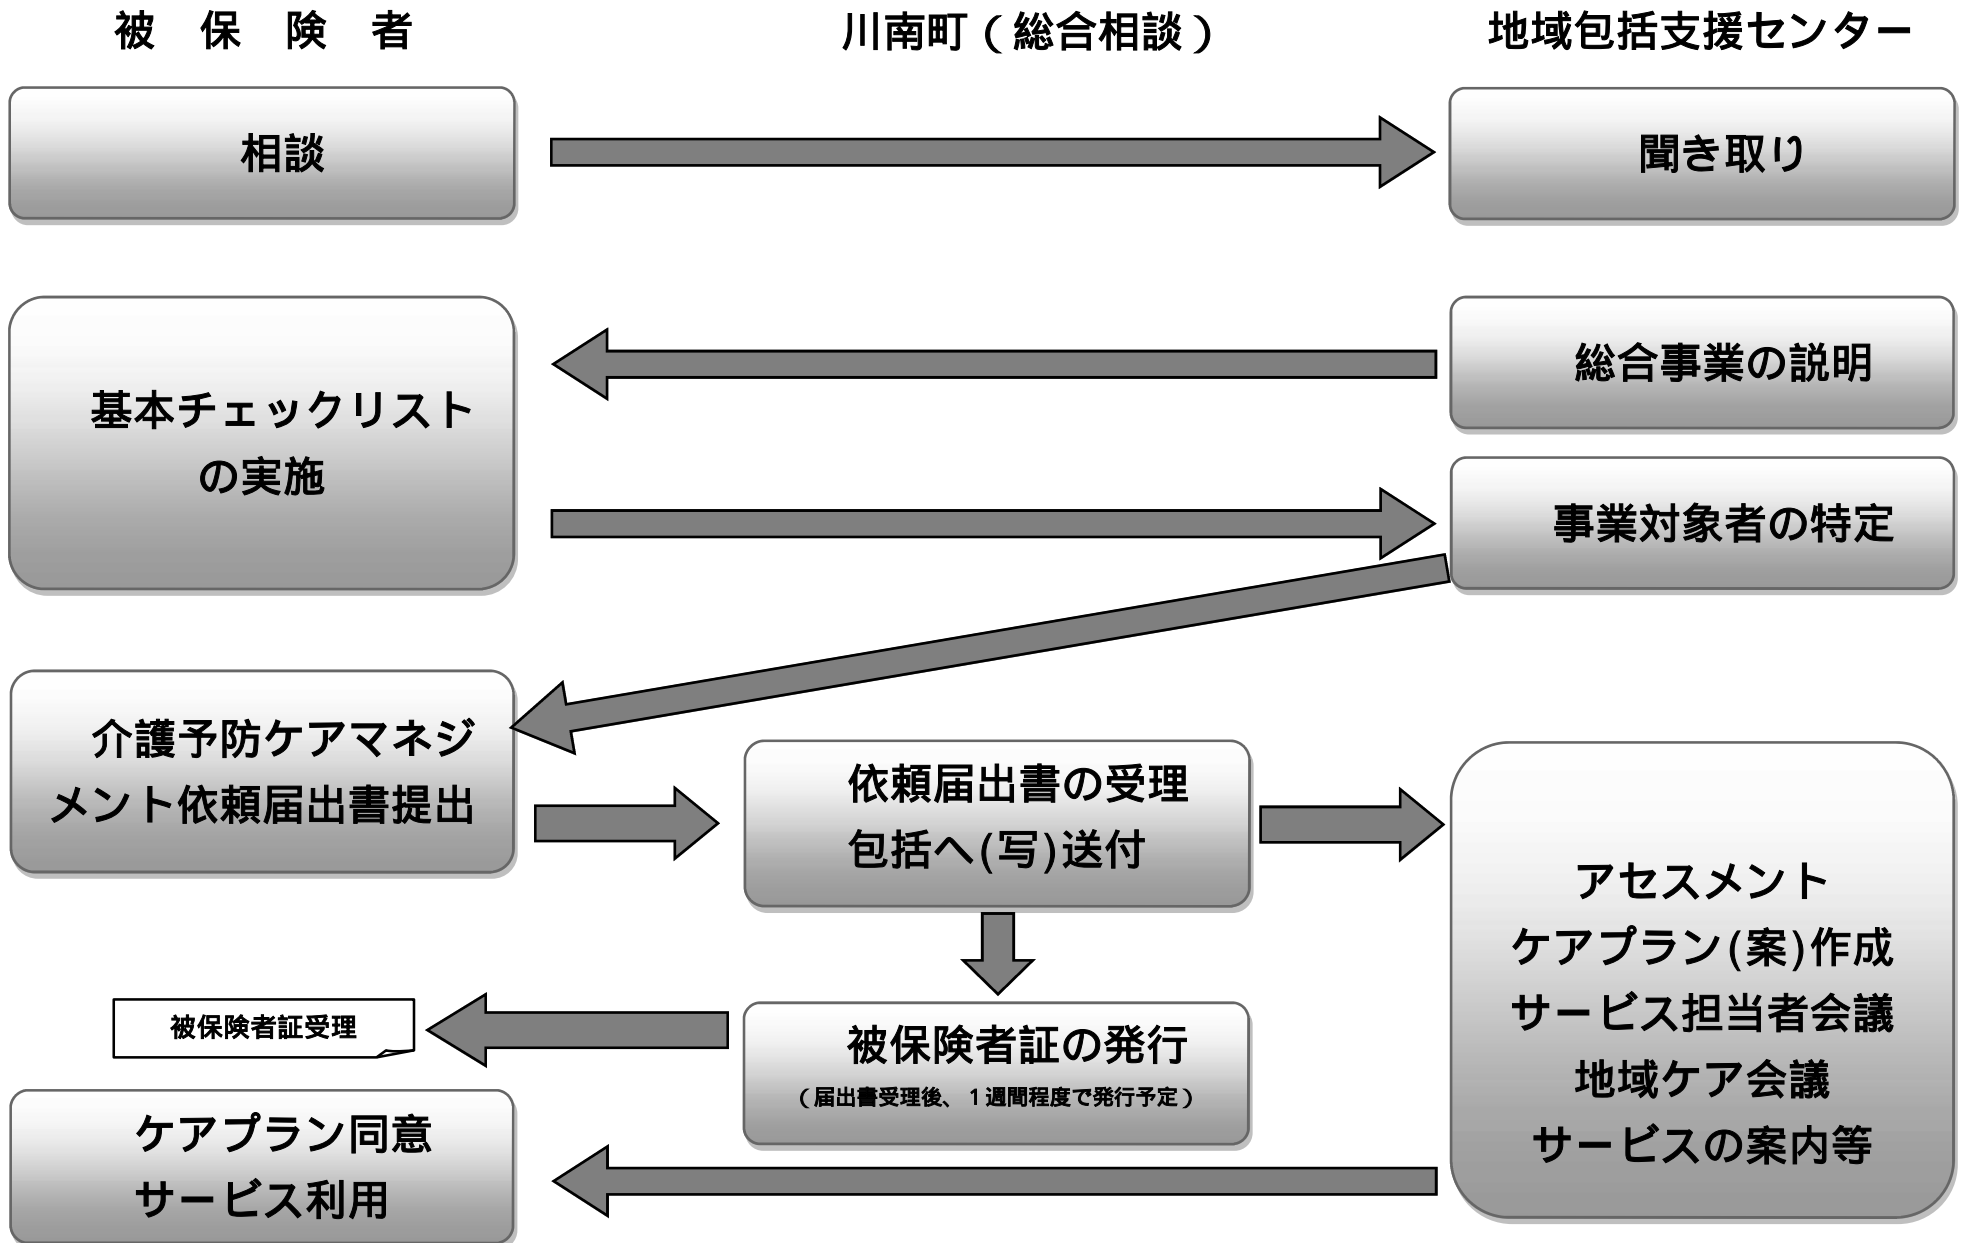 被　保　険　者
川南町（総合相談）
地域包括支援センター
相談
聞き取り
総合事業の説明
基本チェックリスト
の実施
事業対象者の特定
介護予防ケアマネジ
メント依頼届出書提出
依頼届出書の受理
包括へ(写)送付
アセスメント
ケアプラン(案)作成
サービス担当者会議
地域ケア会議
サービスの案内等
被保険者証受理
被保険者証の発行
（届出書受理後、１週間程度で発行予定）
ケアプラン同意
サービス利用